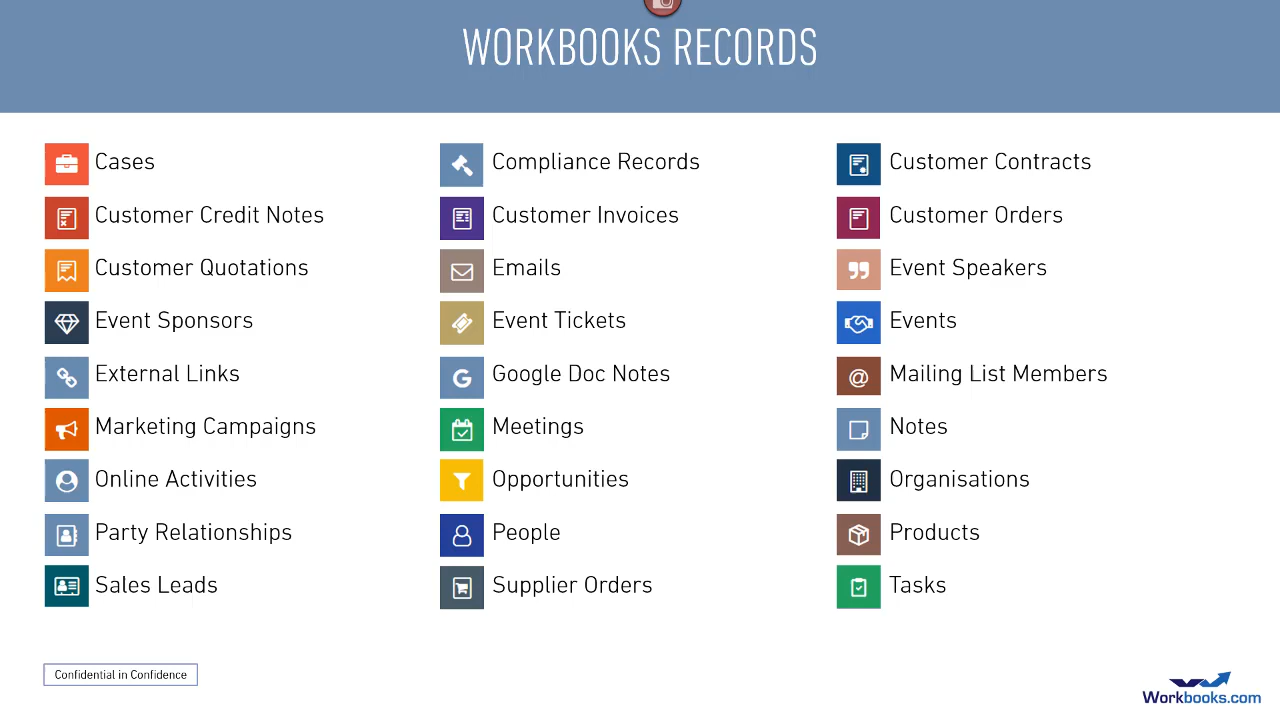 WORKBOOKS RECORDS
Cases
Compliance Records
Customer Contracts
Customer Credit Notes
Customer Invoices
Customer Orders
Customer Quotations
Emails
Event Speakers
Event Sponsors
Event Tickets
Events
External Links
Google Doc Notes
Mailing List Members
Marketing Campaigns
Meetings
Notes
Online Activities
Opportunities
Organisations
Party Relationships
People
Products
Sales Leads
Supplier Orders
Tasks
Confidential in Confidence
Workbooks.com